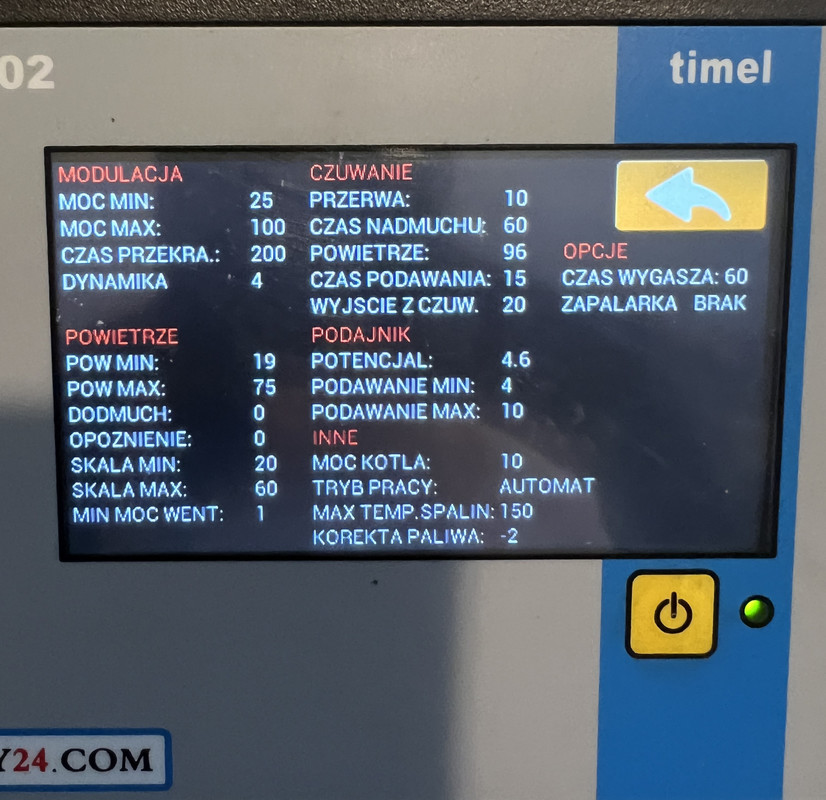 02
timel
MODULACJA
MOC MIN: 25
MOC MAX: 100
CZAS PRZEKRA.: 200
DYNAMIKA 4
CZUWANIE
PRZERWA: 10
CZAS NADMUCHU: 60
POWIETRZE: 96
CZAS PODAWANIA: 15
WYJSCIE Z CZUW. 20
OPCJE
CZAS WYGASZA: 60
ZAPALARKA BRAK
POWIETRZE
POW MIN: 19
POW MAX: 75
DODMUCH: 0
OPOZNIENIE: 0
SKALA MIN: 20
SKALA MAX: 60
MIN MOC WENT: 1
PODAJNIK
POTENCJAL: 4.6
PODAWANIE MIN: 4
PODAWANIE MAX: 10
INNE
MOC KOTLA: 10
TRYB PRACY: AUTOMAT
MAX TEMP.SPALIN: 150
KOREKTA PALIWA: -2
Y24.COM